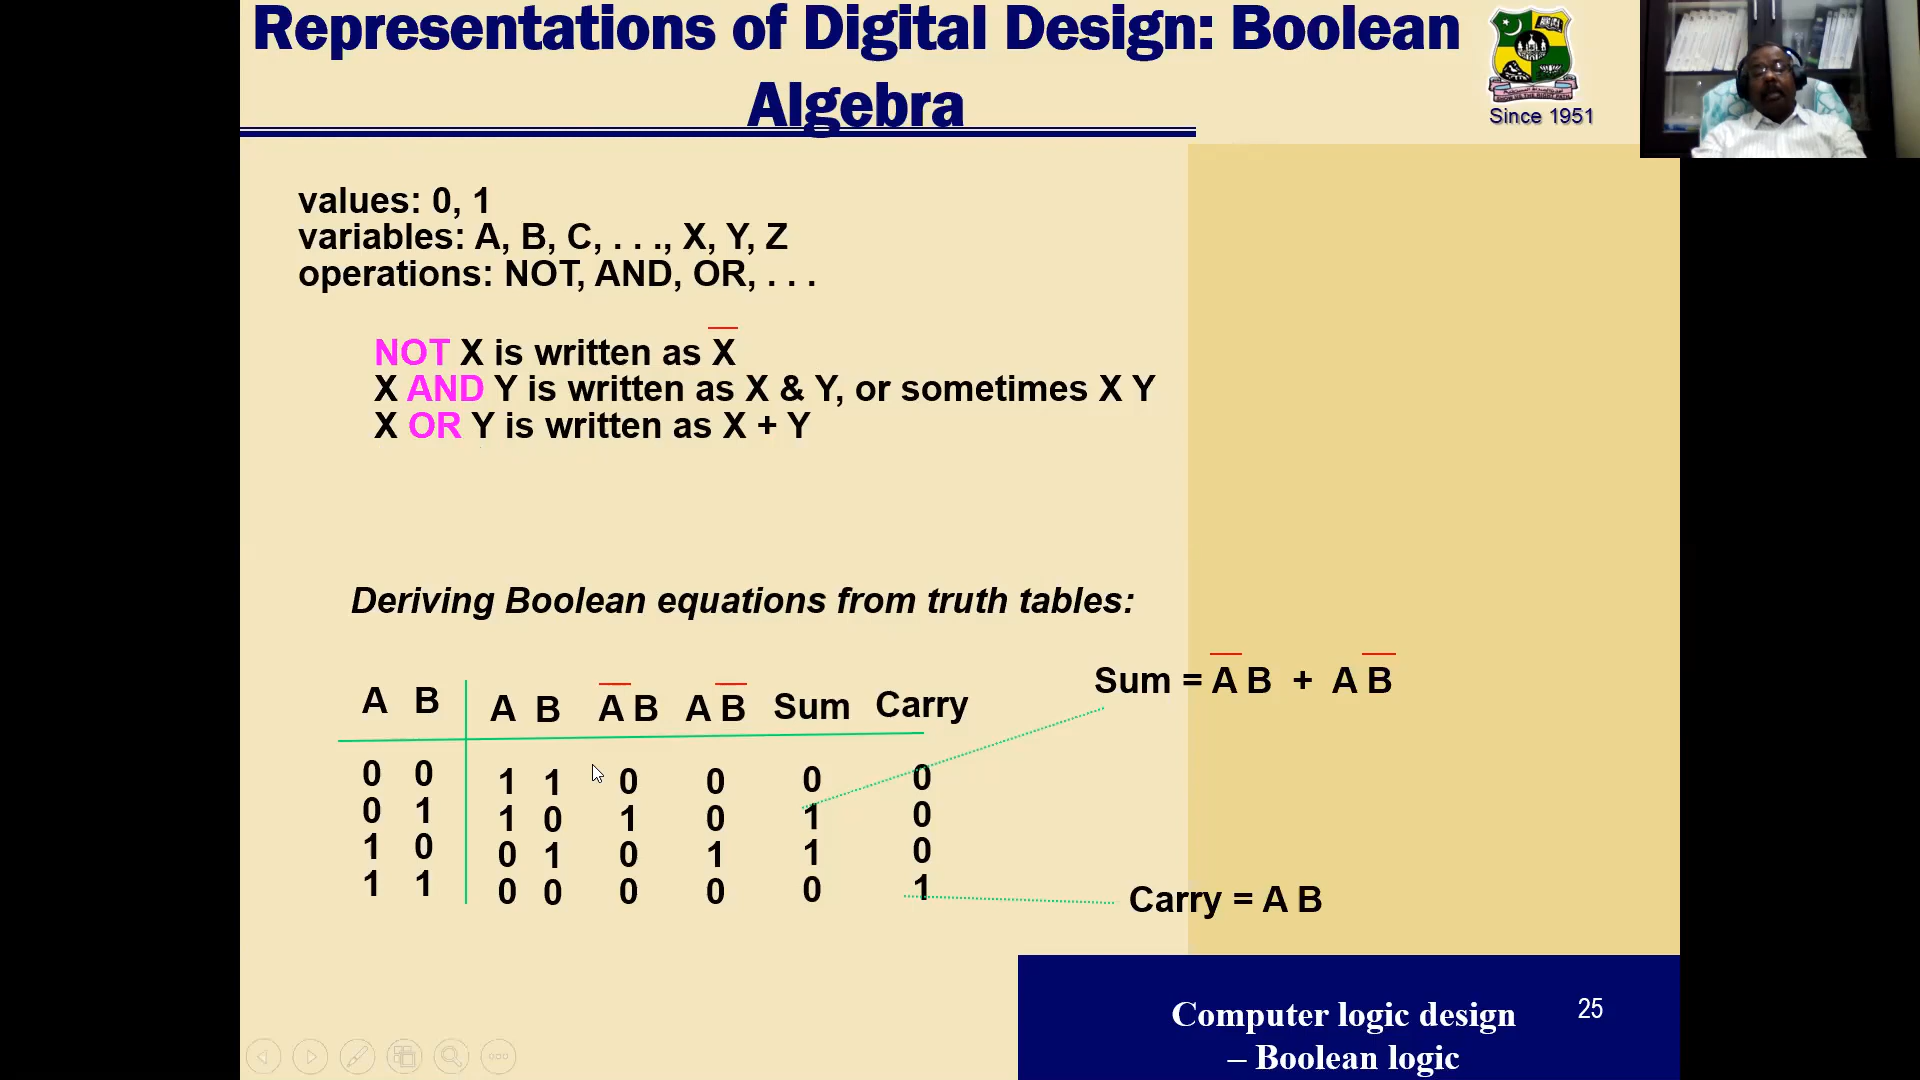 Representations of Digital Design: Boolean
Algebra
Since 1951
values: 0, 1
variables: A, B, C, . . ., X, Y, Z
operations: NOT, AND, OR, . . .
NOT X is written as X̅
X AND Y is written as X & Y, or sometimes X Y
X OR Y is written as X + Y
Deriving Boolean equations from truth tables:
Sum = A̅ B + A B̅
A B A B A̅ B A B̅ Sum Carry
0 0 1 1 0 0 0 0
0 1 1 0 1 0 1 0
1 0 0 1 0 1 1 0
1 1 0 0 0 0 0 1
Carry = A B
Computer logic design
– Boolean logic
25